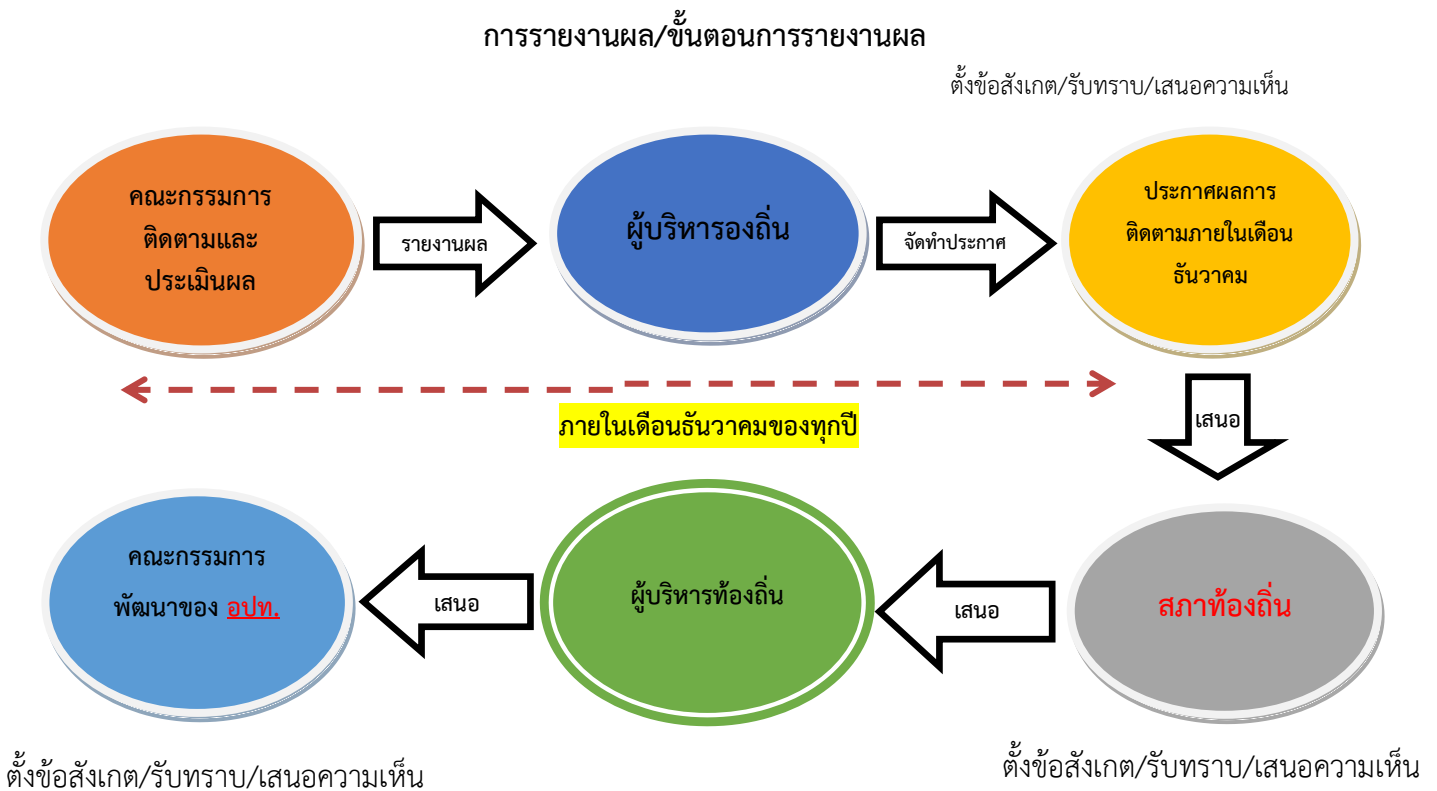 การรายงานผล/ขั้นตอนการรายงานผล
ตั้งข้อสังเกต/รับทราบ/เสนอความเห็น
คณะกรรมการ
ติดตามและ
ประเมินผล
รายงานผล
ผู้บริหารองถิ่น
จัดทำประกาศ
ประกาศผลการ
ติดตามภายในเดือน
ธันวาคม
ภายในเดือนธันวาคมของทุกปี
เสนอ
สภาท้องถิ่น
เสนอ
ผู้บริหารท้องถิ่น
เสนอ
คณะกรรมการ
พัฒนาของ อปท.
ตั้งข้อสังเกต/รับทราบ/เสนอความเห็น
ตั้งข้อสังเกต/รับทราบ/เสนอความเห็น